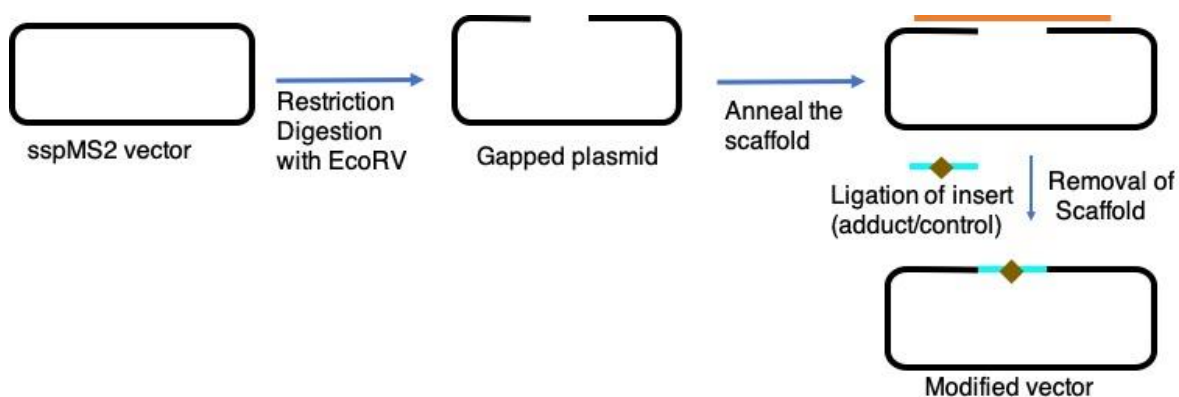 sspMS2 vector
Restriction
Digestion
with EcoRV
Gapped plasmid
Anneal the
scaffold
Ligation of insert
(adduct/control)
Removal of
Scaffold
Modified vector